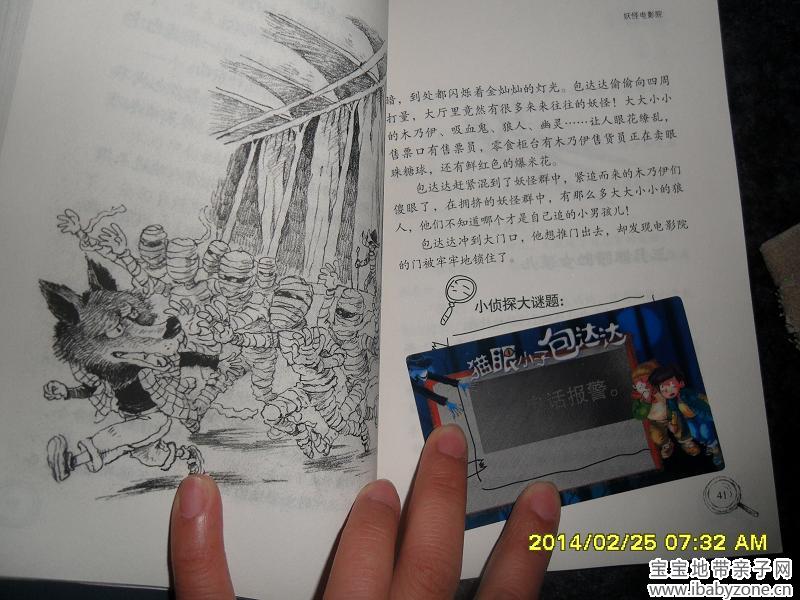 妖怪电影院
暗，到处都闪烁着金灿灿的灯光。包达达偷偷向四周
打量，大厅里竟然有很多来来往往的妖怪！大大小小
的木乃伊、吸血鬼、狼人、幽灵……让人眼花缭乱，
售票口有售票员，零食柜台有木乃伊售货员正在卖眼
珠糖球，还有鲜红色的爆米花。
包达达赶紧混到了妖怪群中，紧追而来的木乃伊们
傻眼了，在拥挤的妖怪群中，有那么多大大小小的狼
人，他们不知道哪个才是自己追的小男孩儿！
包达达冲到大门口，他想推门出去，却发现电影院
的门被牢牢地锁住了。
小侦探大谜题：
猫眼小子包达达
电话报警。
41
2014/02/25 07:32 AM
宝宝地带亲子网
www.ibabyzone.cn